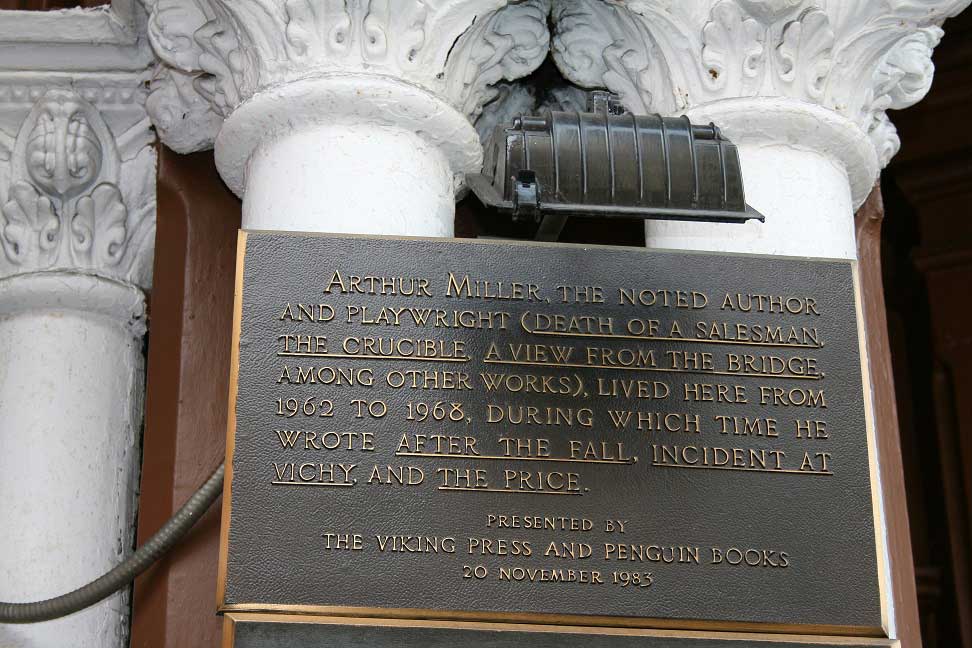 ARTHUR MILLER, THE NOTED AUTHOR
AND PLAYWRIGHT (DEATH OF A SALESMAN,
THE CRUCIBLE, A VIEW FROM THE BRIDGE,
AMONG OTHER WORKS), LIVED HERE FROM
1962 TO 1968, DURING WHICH TIME HE
WROTE AFTER THE FALL, INCIDENT AT
VICHY, AND THE PRICE.
PRESENTED BY
THE VIKING PRESS AND PENGUIN BOOKS
20 NOVEMBER 1983